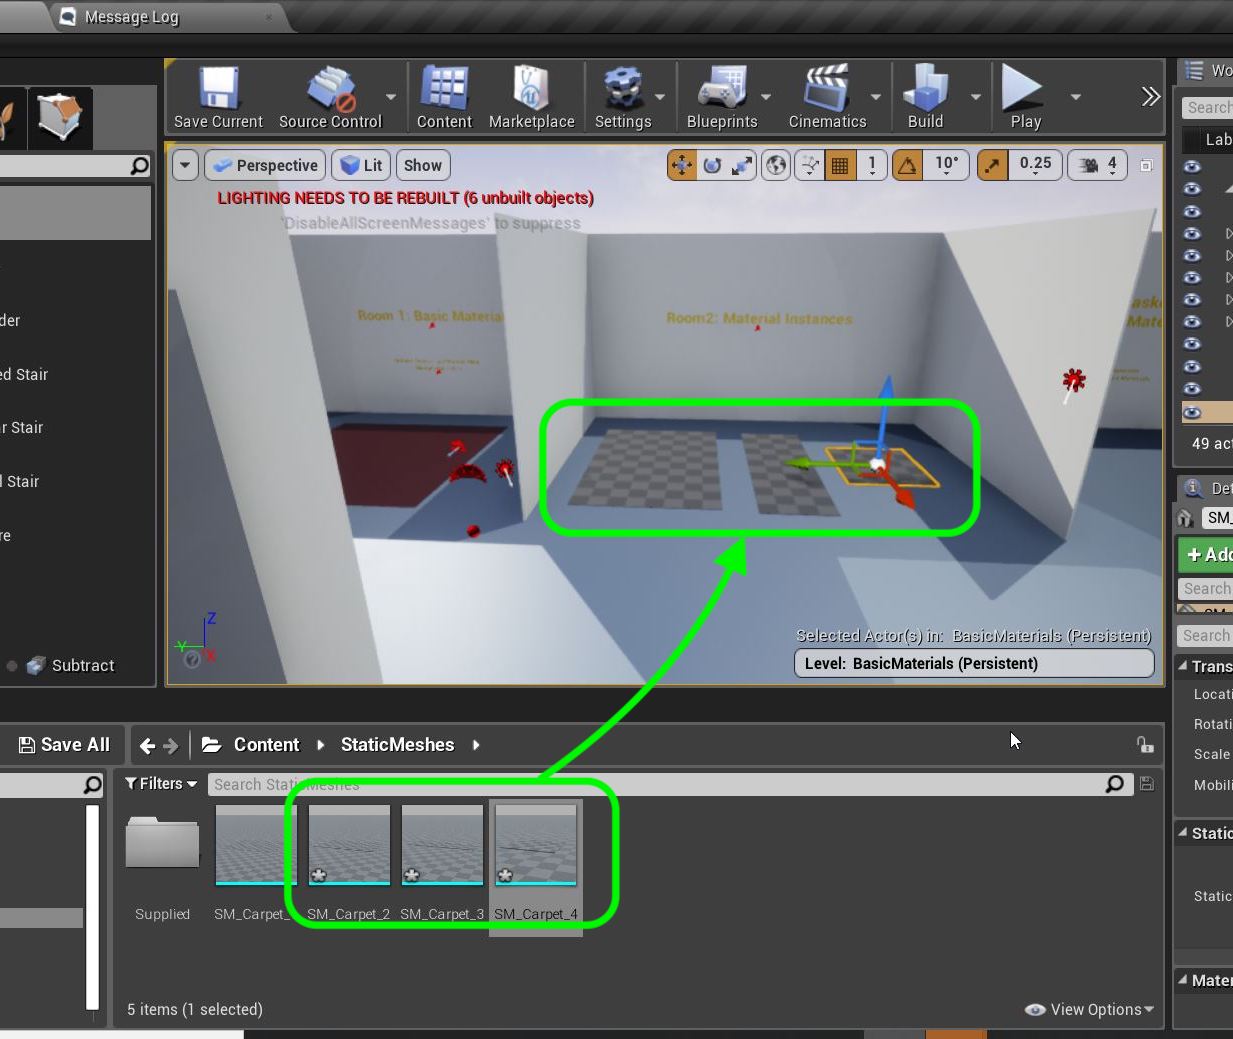 Message Log
Save Current
Source Control
Content
Marketplace
Settings
Blueprints
Cinematics
Build
Play
Wo
Search
Lab
Perspective
Lit
Show
1
10°
0.25
4
LIGHTING NEEDS TO BE REBUILT (6 unbuilt objects)
'DisableAllScreenMessages' to suppress
Room 1: Basic Materia
Room2: Material Instances
aske
Mate
der
ed Stair
r Stair
l Stair
re
Subtract
Z
Y
X
Selected Actor(s) in: BasicMaterials (Persistent)
Level: BasicMaterials (Persistent)
49 act
Det
SM_
+ Add
Search
SM
Search
Trans
Locati
Rotati
Scale
Mobili
Static
Static
Mater
Save All
Content
StaticMeshes
Filters
Search StaticMeshes
Supplied
SM_Carpet_
SM_Carpet_2
SM_Carpet_3
SM_Carpet_4
5 items (1 selected)
View Options